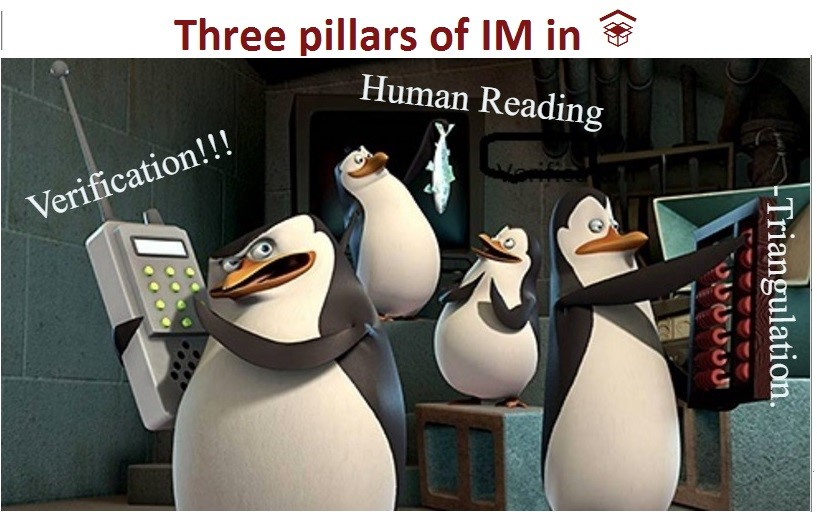 Three pillars of IM in
Human Reading
Verification!!!
-Triangulation.